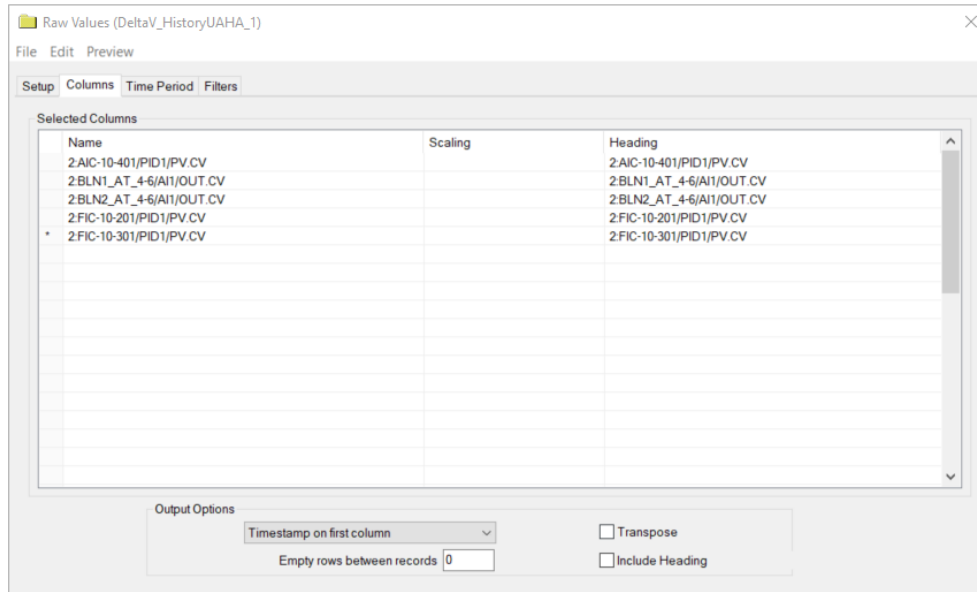 Raw Values (DeltaV_HistoryUAHA_1)
File Edit Preview
Setup Columns Time Period Filters
Selected Columns
Name Scaling Heading
2:AIC-10-401/PID1/PV.CV 2:AIC-10-401/PID1/PV.CV
2:BLN1_AT_4-6/AI1/OUT.CV 2:BLN1_AT_4-6/AI1/OUT.CV
2:BLN2_AT_4-6/AI1/OUT.CV 2:BLN2_AT_4-6/AI1/OUT.CV
2:FIC-10-201/PID1/PV.CV 2:FIC-10-201/PID1/PV.CV
* 2:FIC-10-301/PID1/PV.CV 2:FIC-10-301/PID1/PV.CV
Output Options
Timestamp on first column Transpose
Empty rows between records 0 Include Heading